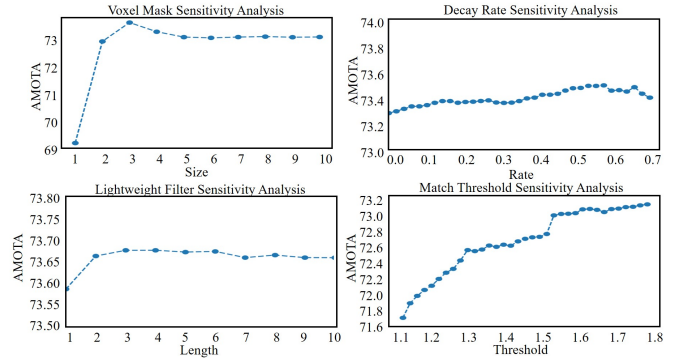 Voxel Mask Sensitivity Analysis
AMOTA
73
72
71
70
69
1 2 3 4 5 6 7 8 9 10
Size
Decay Rate Sensitivity Analysis
AMOTA
74.0
73.8
73.6
73.4
73.2
73.0
0.0 0.1 0.2 0.3 0.4 0.5 0.6 0.7
Rate
Lightweight Filter Sensitivity Analysis
AMOTA
73.80
73.75
73.70
73.65
73.60
73.55
73.50
1 2 3 4 5 6 7 8 9 10
Length
Match Threshold Sensitivity Analysis
AMOTA
73.2
73.0
72.8
72.6
72.4
72.2
72.0
71.8
71.6
1.1 1.2 1.3 1.4 1.5 1.6 1.7 1.8
Threshold